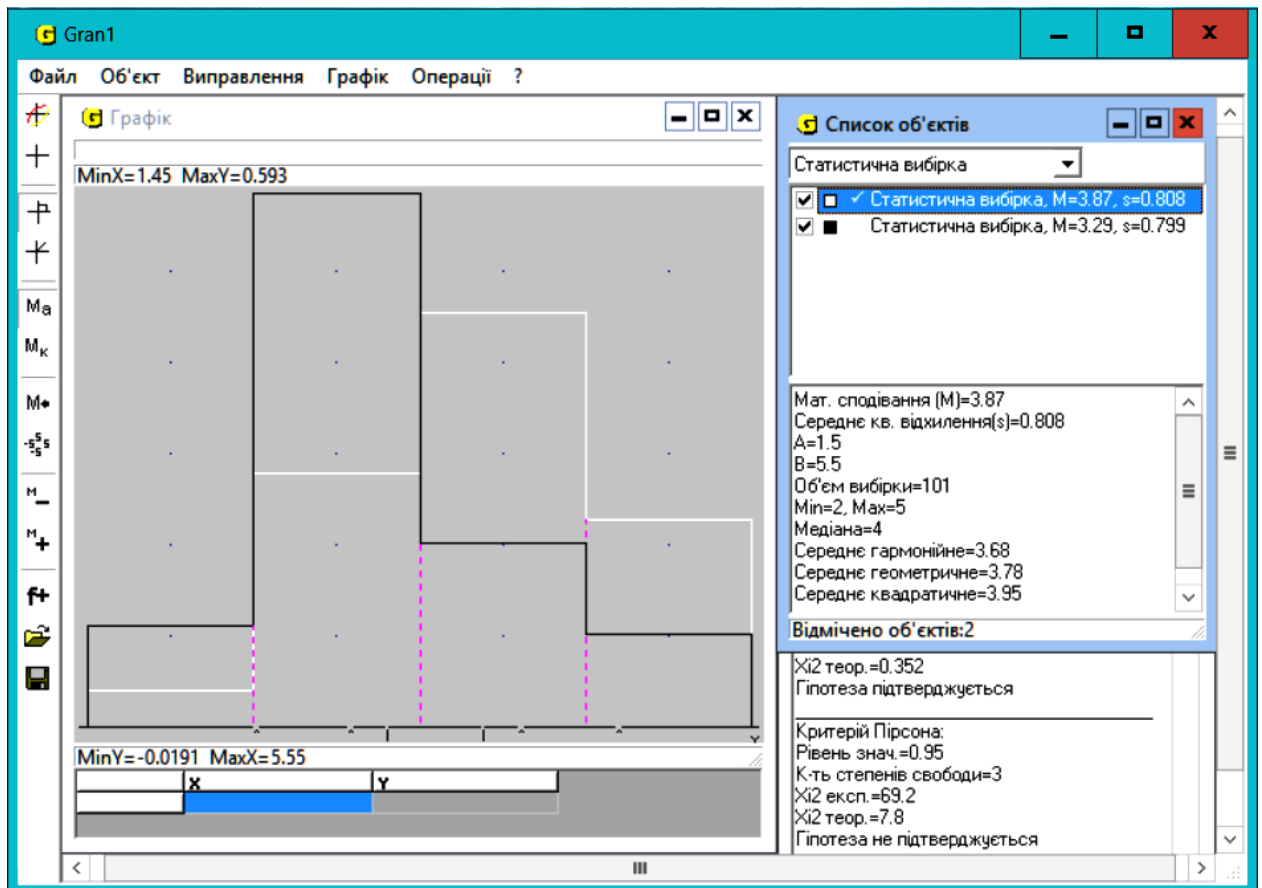 Gran1
Файл Об'єкт Виправлення Графік Операції ?
Графік
MinX=1.45 MaxY=0.593
Ma
Мк
M
-s s s -s
M
M+
f+
MinY=-0.0191 MaxX=5.55
X Y
Список об'єктів
Статистична вибірка
Статистична вибірка, M=3.87, s=0.808
Статистична вибірка, M=3.29, s=0.799
Мат. сподівання (М)=3.87
Середнє кв. відхилення(s)=0.808
A=1.5
B=5.5
Об'єм вибірки=101
Min=2, Max=5
Медіана=4
Середнє гармонійне=3.68
Середнє геометричне=3.78
Середнє квадратичне=3.95
Відмічено об'єктів:2
Xi2 теор.=0.352
Гіпотеза підтверджується
Критерій Пірсона:
Рівень знач.=0.95
К-ть степенів свободи=3
Xi2 експ.=69.2
Xi2 теор.=7.8
Гіпотеза не підтверджується